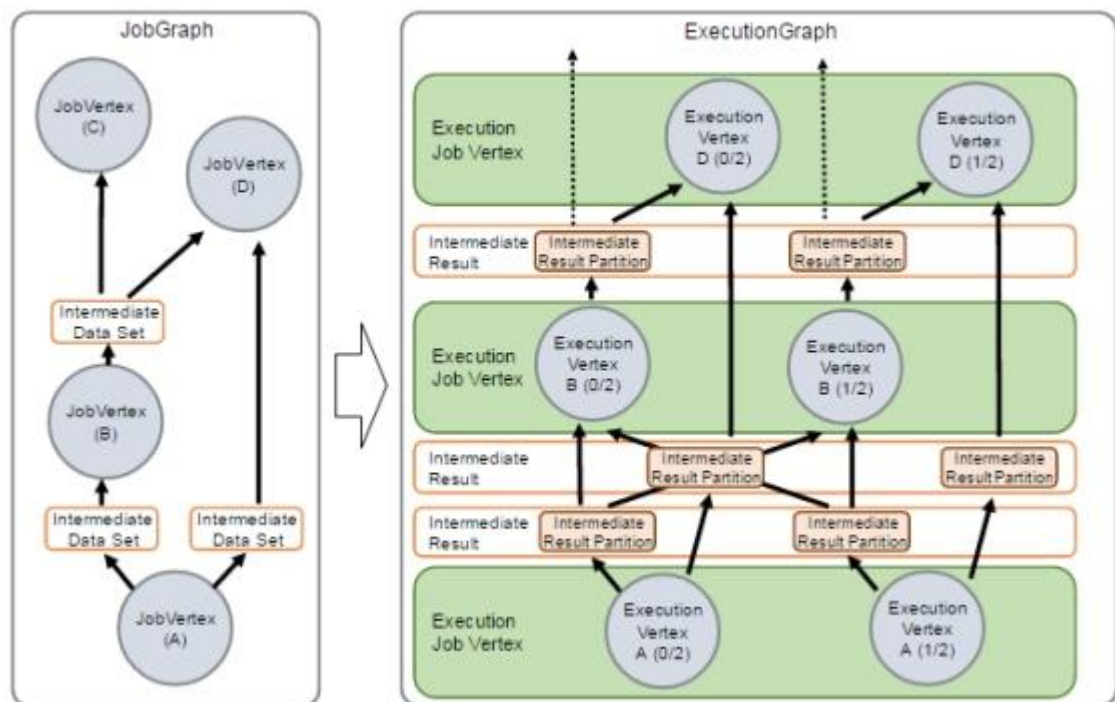 JobGraph
JobVertex
(C)
JobVertex
(D)
Intermediate
Data Set
JobVertex
(B)
Intermediate
Data Set
Intermediate
Data Set
JobVertex
(A)
ExecutionGraph
Execution
Job Vertex
Execution
Vertex
D (0/2)
Execution
Vertex
D (1/2)
Intermediate
Result
Intermediate
Result Partition
Intermediate
Result Partition
Execution
Job Vertex
Execution
Vertex
B (0/2)
Execution
Vertex
B (1/2)
Intermediate
Result
Intermediate
Result Partition
Intermediate
Result Partition
Intermediate
Result
Intermediate
Result Partition
Intermediate
Result Partition
Execution
Job Vertex
Execution
Vertex
A (0/2)
Execution
Vertex
A (1/2)